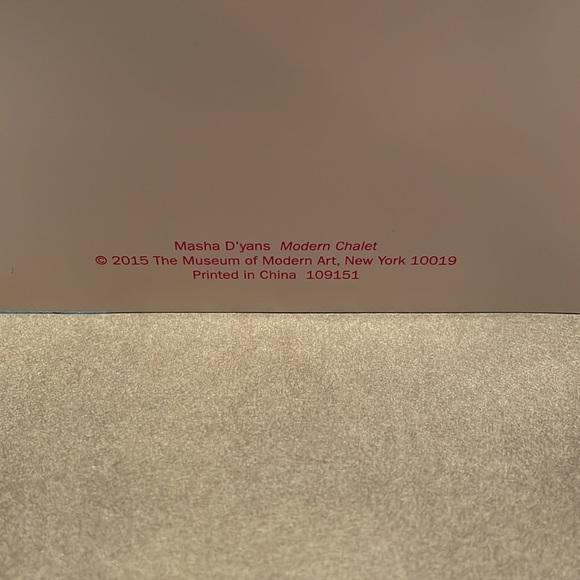 Masha D'yans Modern Chalet
© 2015 The Museum of Modern Art, New York 10019
Printed in China 109151